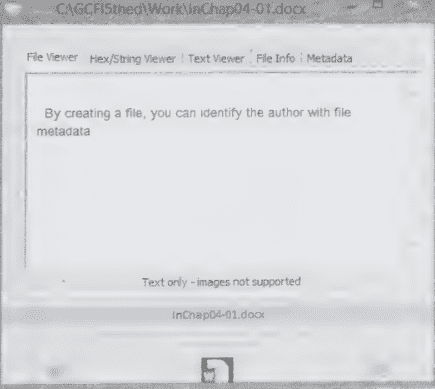 C:\GCFI5thed\Work\InChap04-01.docx
File Viewer Hex/String Viewer Text Viewer File Info Metadata
By creating a file, you can identify the author with file
metadata
Text only - images not supported
InChap04-01.docx